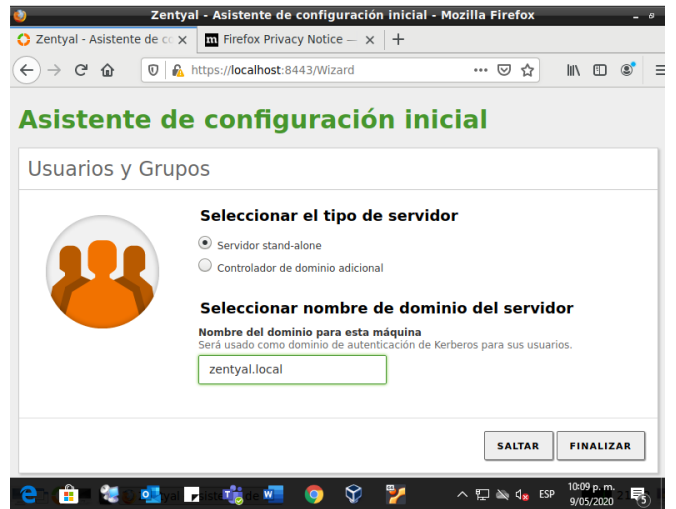 Zentyal - Asistente de configuración inicial - Mozilla Firefox
Zentyal - Asistente de co
m Firefox Privacy Notice —
https://localhost:8443/Wizard
Asistente de configuración inicial
Usuarios y Grupos
Seleccionar el tipo de servidor
Servidor stand-alone
Controlador de dominio adicional
Seleccionar nombre de dominio del servidor
Nombre del dominio para esta máquina
Será usado como dominio de autenticación de Kerberos para sus usuarios.
zentyal.local
SALTAR
FINALIZAR
ESP
10:09 p. m.
9/05/2020
5